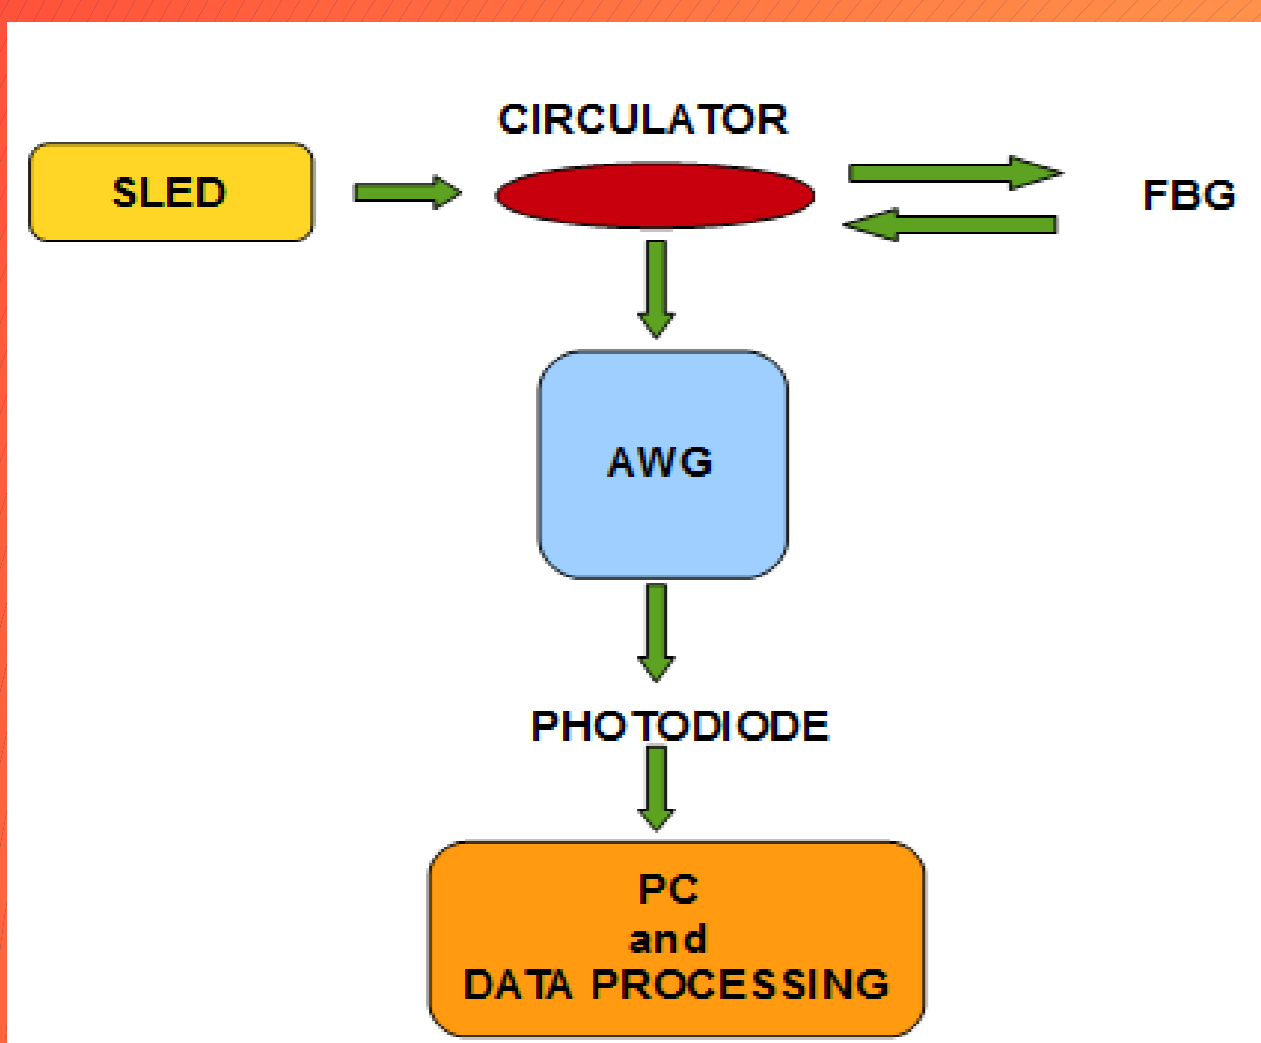 CIRCULATOR
SLED
FBG
AWG
PHOTODIODE
PC
and
DATA PROCESSING